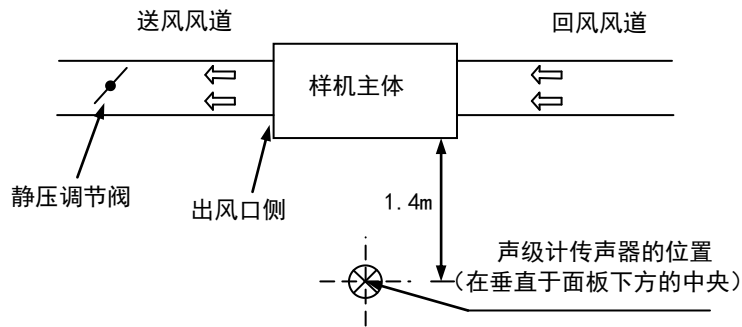 送风风道
回风风道
样机主体
静压调节阀
出风口侧
1.4m
声级计传声器的位置
（在垂直于面板下方的中央）